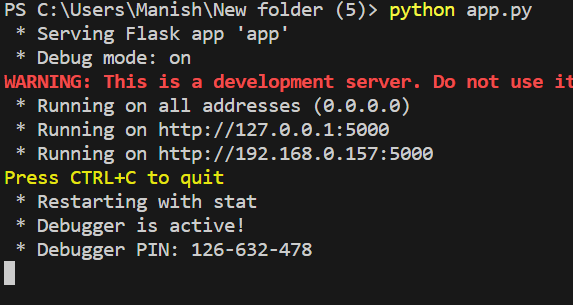 PS C:\Users\Manish\New folder (5)> python app.py
 * Serving Flask app 'app'
 * Debug mode: on
WARNING: This is a development server. Do not use it
 * Running on all addresses (0.0.0.0)
 * Running on http://127.0.0.1:5000
 * Running on http://192.168.0.157:5000
Press CTRL+C to quit
 * Restarting with stat
 * Debugger is active!
 * Debugger PIN: 126-632-478